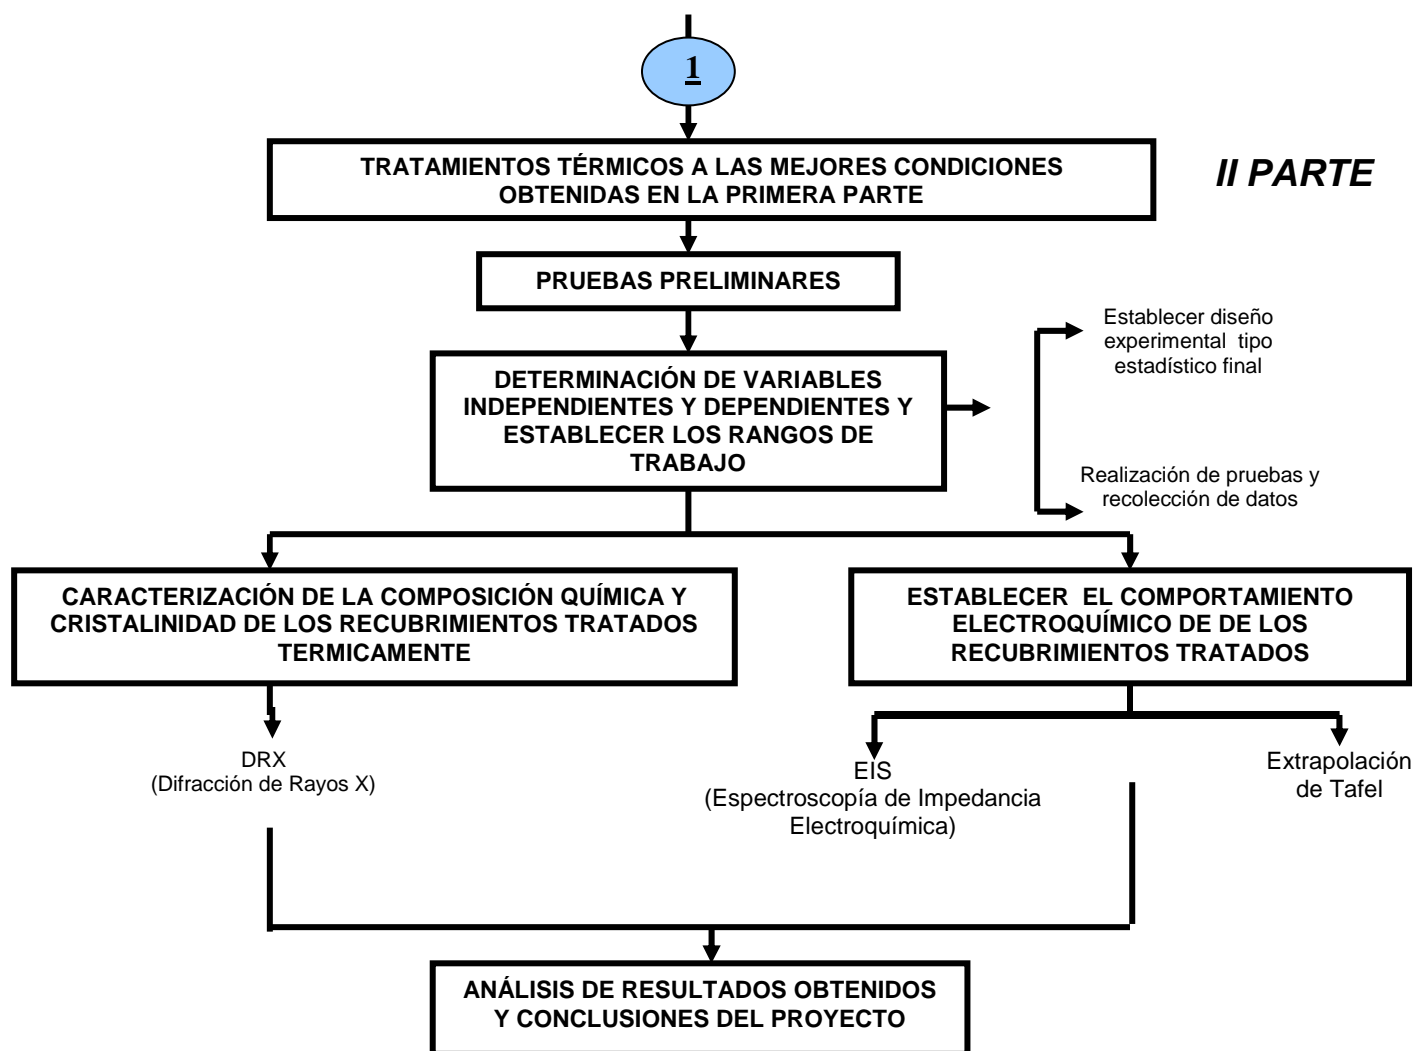 1
TRATAMIENTOS TÉRMICOS A LAS MEJORES CONDICIONES
OBTENIDAS EN LA PRIMERA PARTE
II PARTE
PRUEBAS PRELIMINARES
DETERMINACIÓN DE VARIABLES
INDEPENDIENTES Y DEPENDIENTES Y
ESTABLECER LOS RANGOS DE
TRABAJO
Establecer diseño
experimental tipo
estadístico final
Realización de pruebas y
recolección de datos
CARACTERIZACIÓN DE LA COMPOSICIÓN QUÍMICA Y
CRISTALINIDAD DE LOS RECUBRIMIENTOS TRATADOS
TERMICAMENTE
ESTABLECER EL COMPORTAMIENTO
ELECTROQUÍMICO DE DE LOS
RECUBRIMIENTOS TRATADOS
DRX
(Difracción de Rayos X)
EIS
(Espectroscopía de Impedancia
Electroquímica)
Extrapolación
de Tafel
ANÁLISIS DE RESULTADOS OBTENIDOS
Y CONCLUSIONES DEL PROYECTO